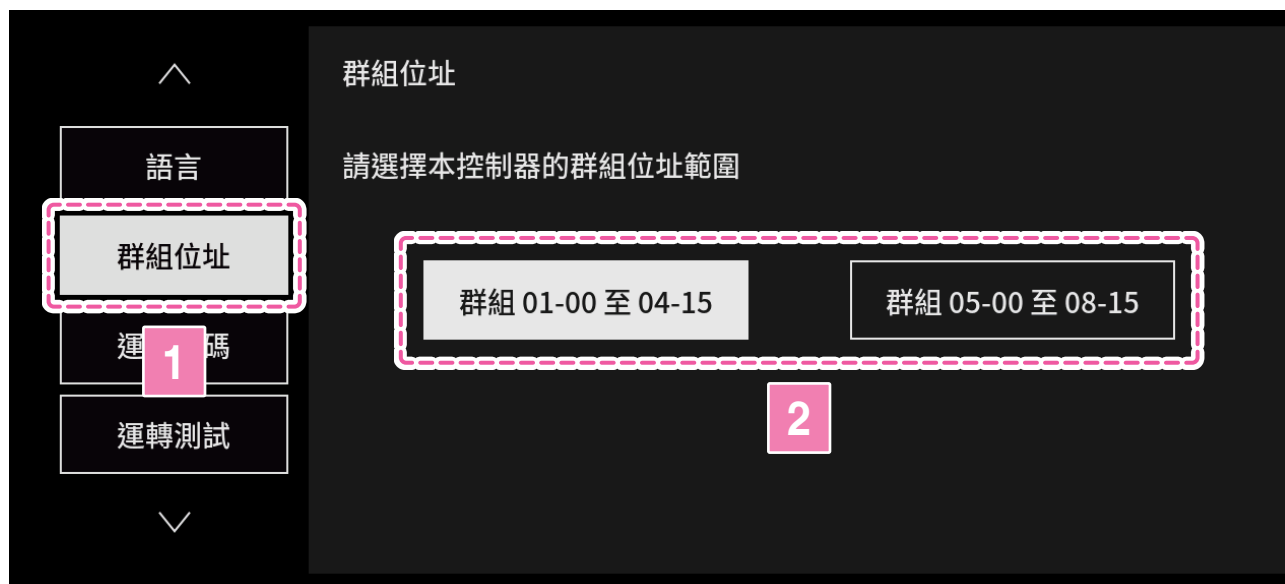 群組位址
請選擇本控制器的群組位址範圍
語言
群組位址
運 碼
1
運轉測試
群組 01-00 至 04-15
群組 05-00 至 08-15
2